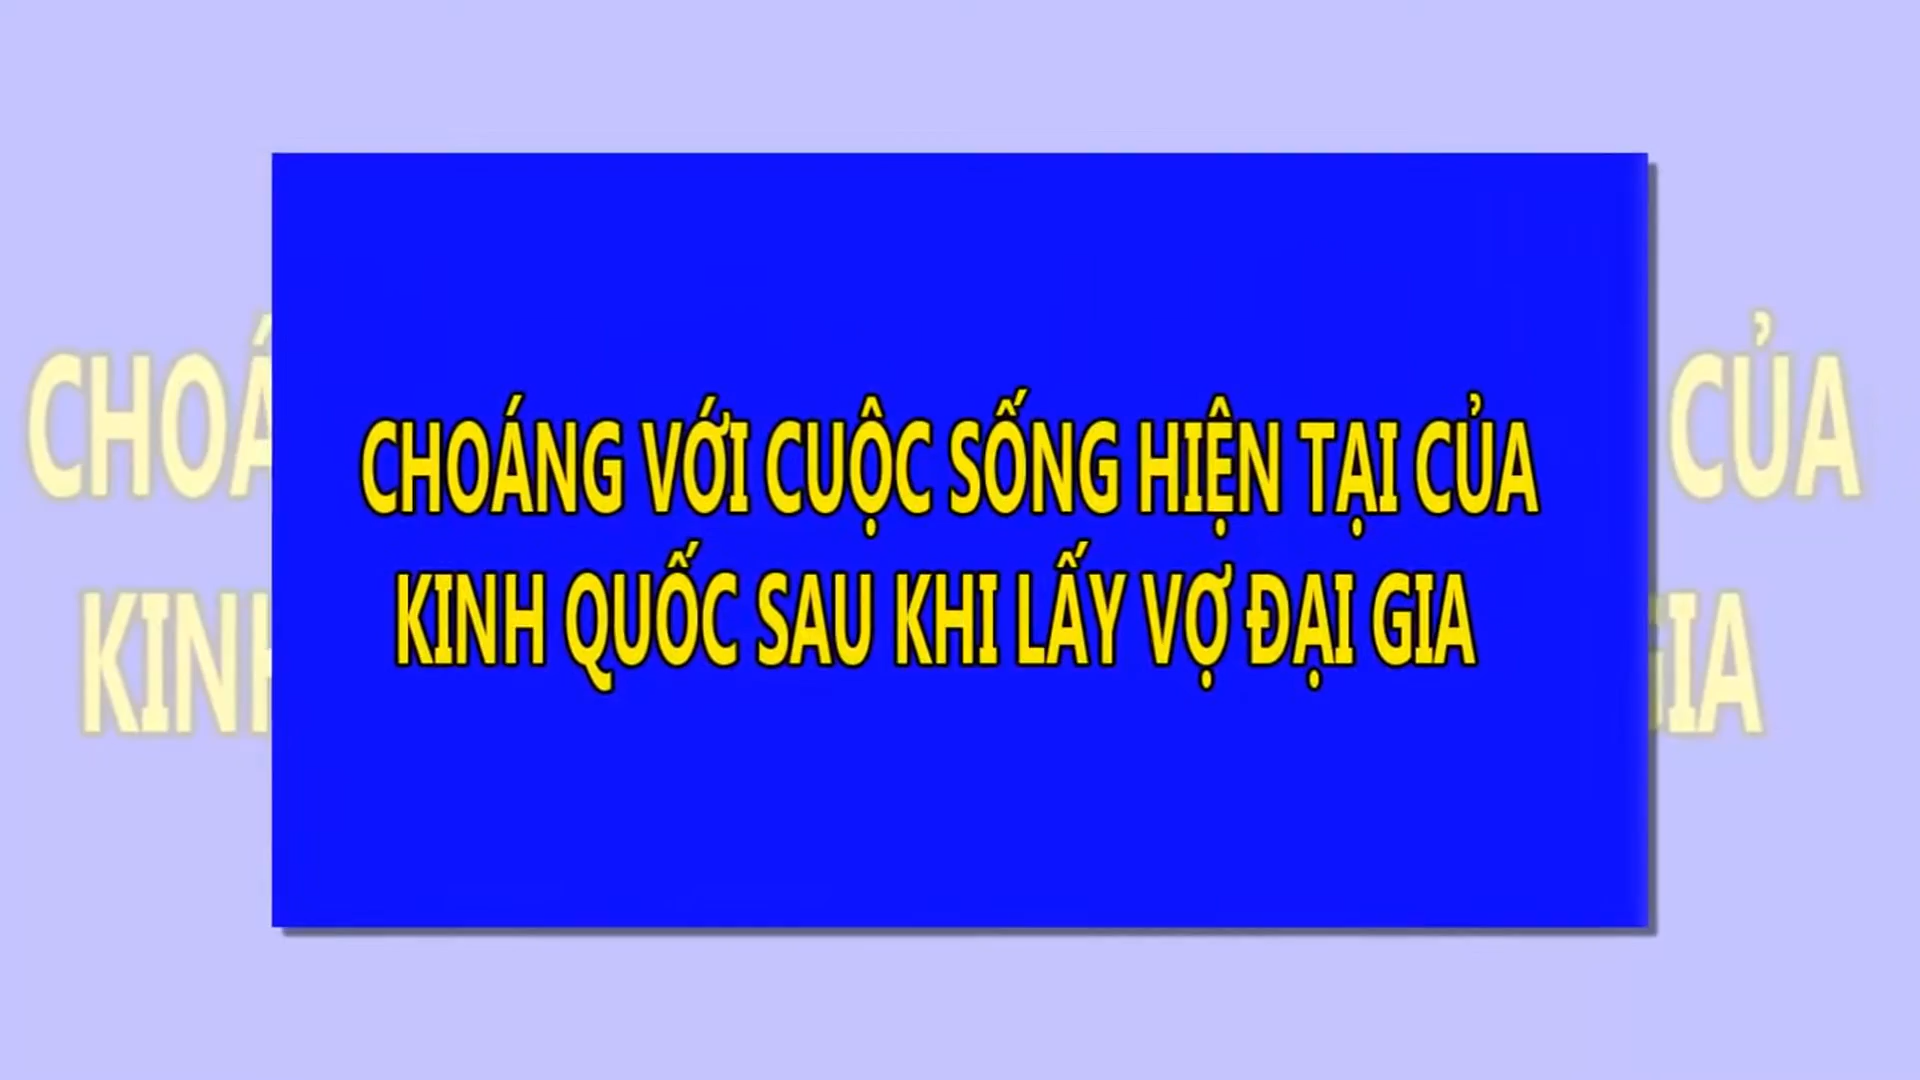 CHOÁNG VỚI CUỘC SỐNG HIỆN TẠI CỦA
KINH QUỐC SAU KHI LẤY VỢ ĐẠI GIA